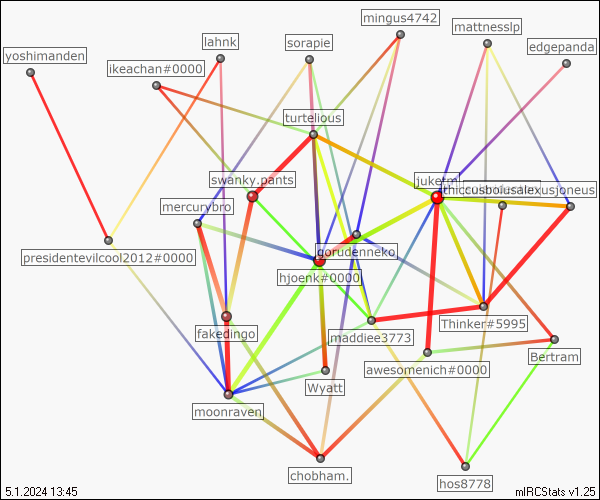 mingus4742
mattnesslp
lahnk
sorapie
edgepanda
yoshimanden
ikeachan#0000
turtelious
swanky.pants
juketm
thiccusboiusalexusjoneus
mercurybro
gorudenneko
presidentevilcool2012#0000
hjoenk#0000
fakedingo
maddiee3773
Thinker#5995
Bertram
awesomenich#0000
Wyatt
moonraven
chobham.
hos8778
5.1.2024 13:45
mIRCStats v1.25